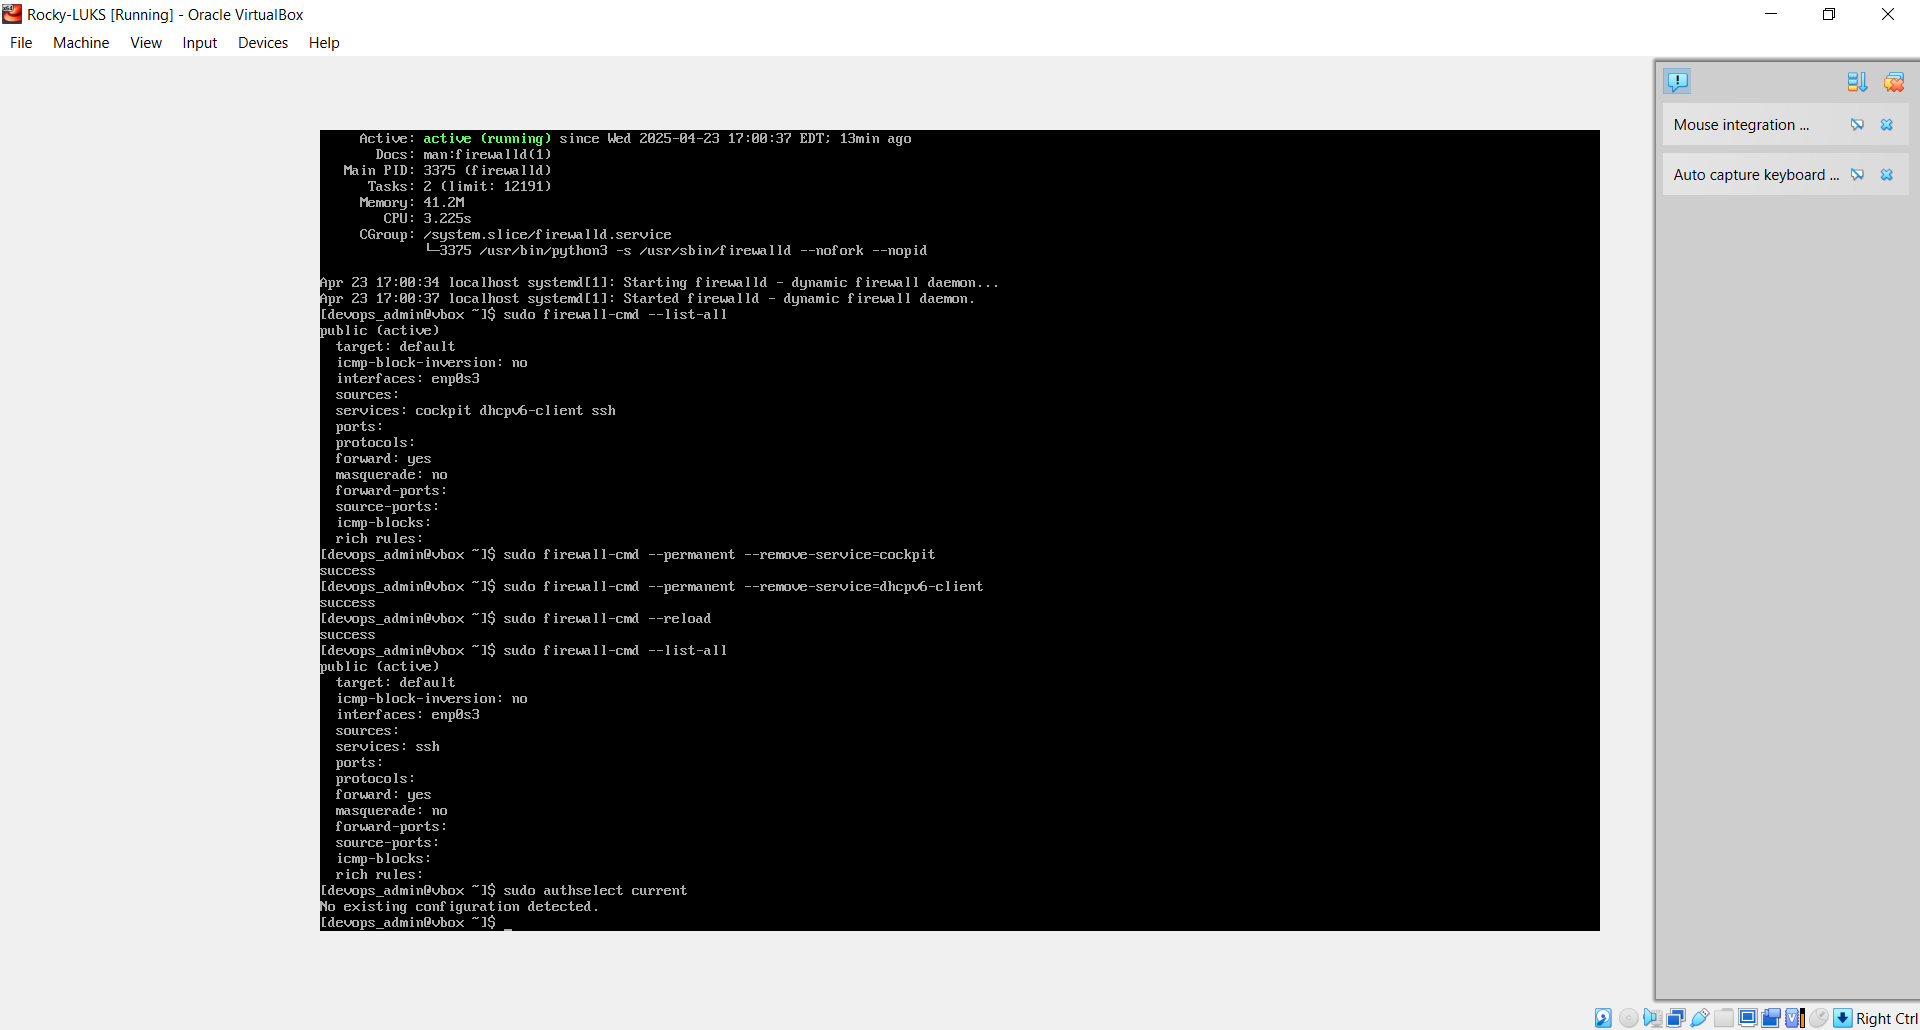 Rocky-LUKS [Running] - Oracle VirtualBox
File Machine View Input Devices Help
Active: active (running) since Wed 2025-04-23 17:00:37 EDT; 13min ago
Docs: man:firewalld(1)
Main PID: 3375 (firewalld)
Tasks: 2 (limit: 12191)
Memory: 41.2M
CPU: 3.225s
CGroup: /system.slice/firewalld.service
└─3375 /usr/bin/python3 -s /usr/sbin/firewalld --nofork --nopid
Apr 23 17:00:34 localhost systemd[1]: Starting firewalld - dynamic firewall daemon...
Apr 23 17:00:37 localhost systemd[1]: Started firewalld - dynamic firewall daemon.
[devops_admin@vbox ~]$ sudo firewall-cmd --list-all
public (active)
target: default
icmp-block-inversion: no
interfaces: enp0s3
sources:
services: cockpit dhcpv6-client ssh
ports:
protocols:
forward: yes
masquerade: no
forward-ports:
source-ports:
icmp-blocks:
rich rules:
[devops_admin@vbox ~]$ sudo firewall-cmd --permanent --remove-service=cockpit
success
[devops_admin@vbox ~]$ sudo firewall-cmd --permanent --remove-service=dhcpv6-client
success
[devops_admin@vbox ~]$ sudo firewall-cmd --reload
success
[devops_admin@vbox ~]$ sudo firewall-cmd --list-all
public (active)
target: default
icmp-block-inversion: no
interfaces: enp0s3
sources:
services: ssh
ports:
protocols:
forward: yes
masquerade: no
forward-ports:
source-ports:
icmp-blocks:
rich rules:
[devops_admin@vbox ~]$ sudo authselect current
No existing configuration detected.
[devops_admin@vbox ~]$ _
Mouse integration ...
Auto capture keyboard ...
Right Ctrl